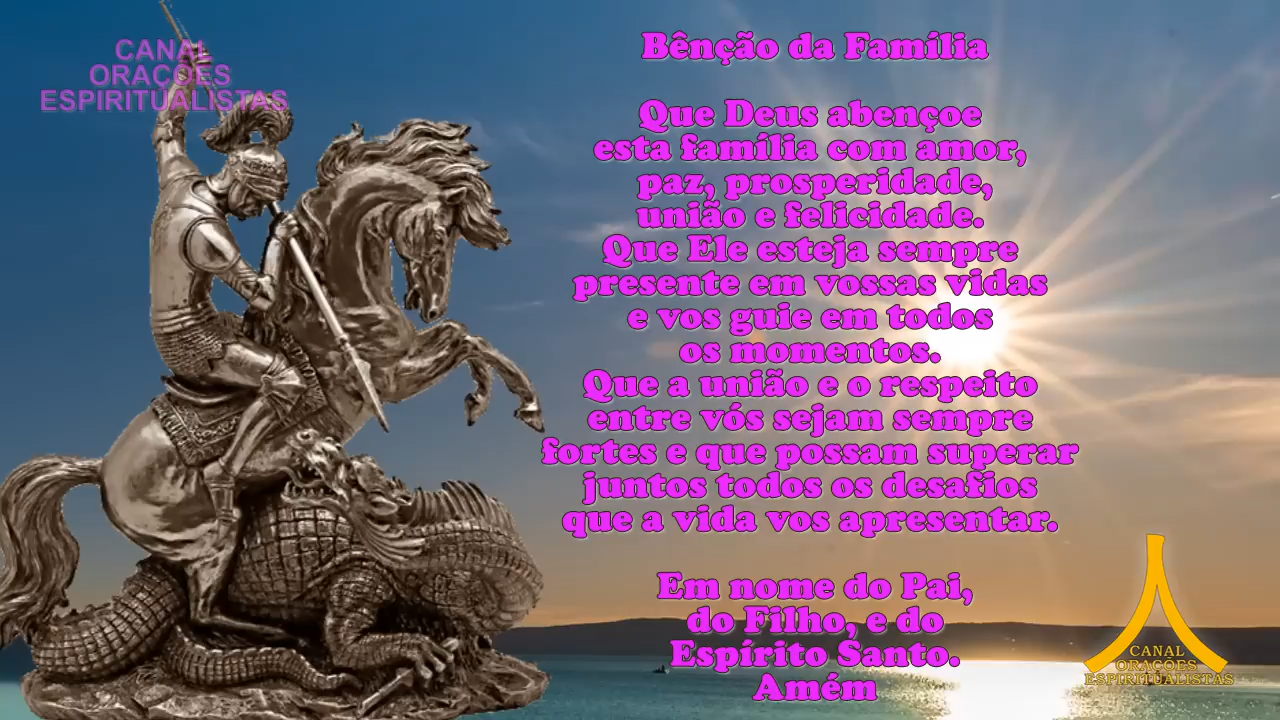 CANAL
ORAÇÕES
ESPIRITUALISTAS
Bênção da Família
Que Deus abençoe
esta família com amor,
paz, prosperidade,
união e felicidade.
Que Ele esteja sempre
presente em vossas vidas
e vos guie em todos
os momentos.
Que a união e o respeito
entre vós sejam sempre
fortes e que possam superar
juntos todos os desafios
que a vida vos apresentar.
Em nome do Pai,
do Filho, e do
Espírito Santo.
Amém
CANAL
ORAÇÕES
ESPIRITUALISTAS